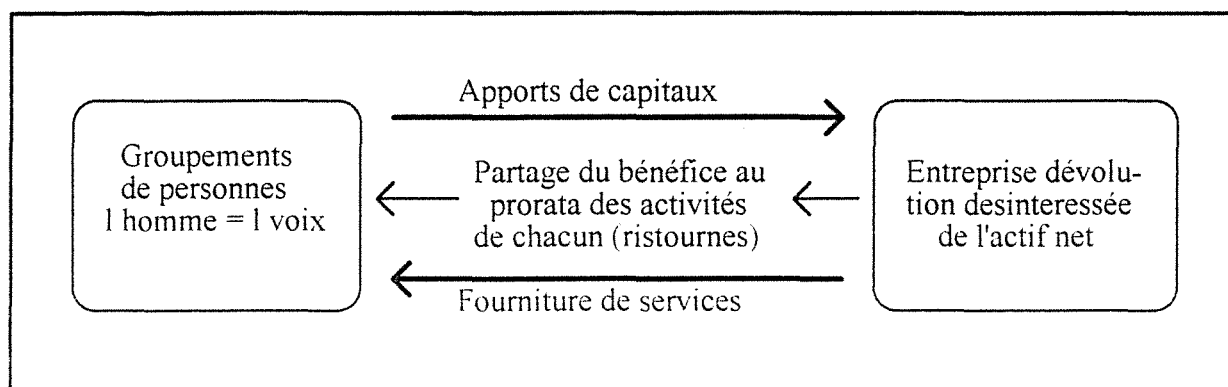 Apports de capitaux
Groupements
de personnes
1 homme = 1 voix
Partage du bénéfice au
prorata des activités
de chacun (ristournes)
Entreprise dévolu-
tion desinteressée
de l'actif net
Fourniture de services